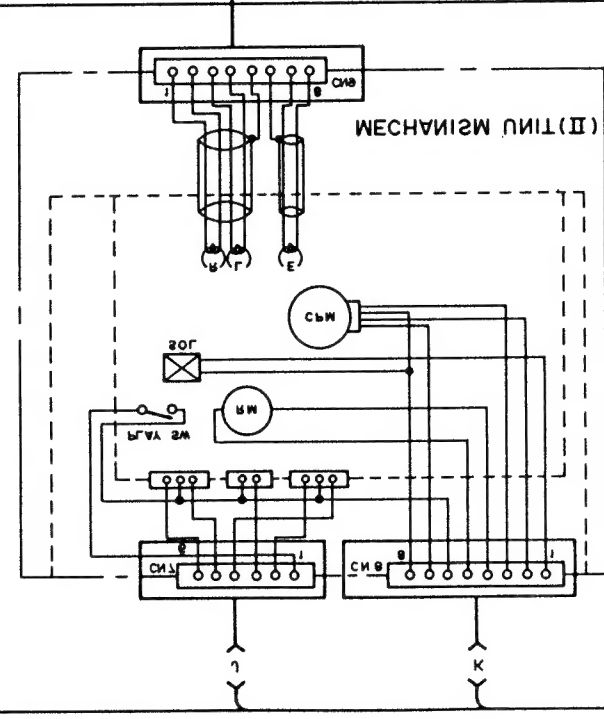 CN9
1 8
MECHANISM UNIT(II)
R L E
CPM
SOL
RM
PLAY SW
6 1 8 1
CN7 CN8
J K